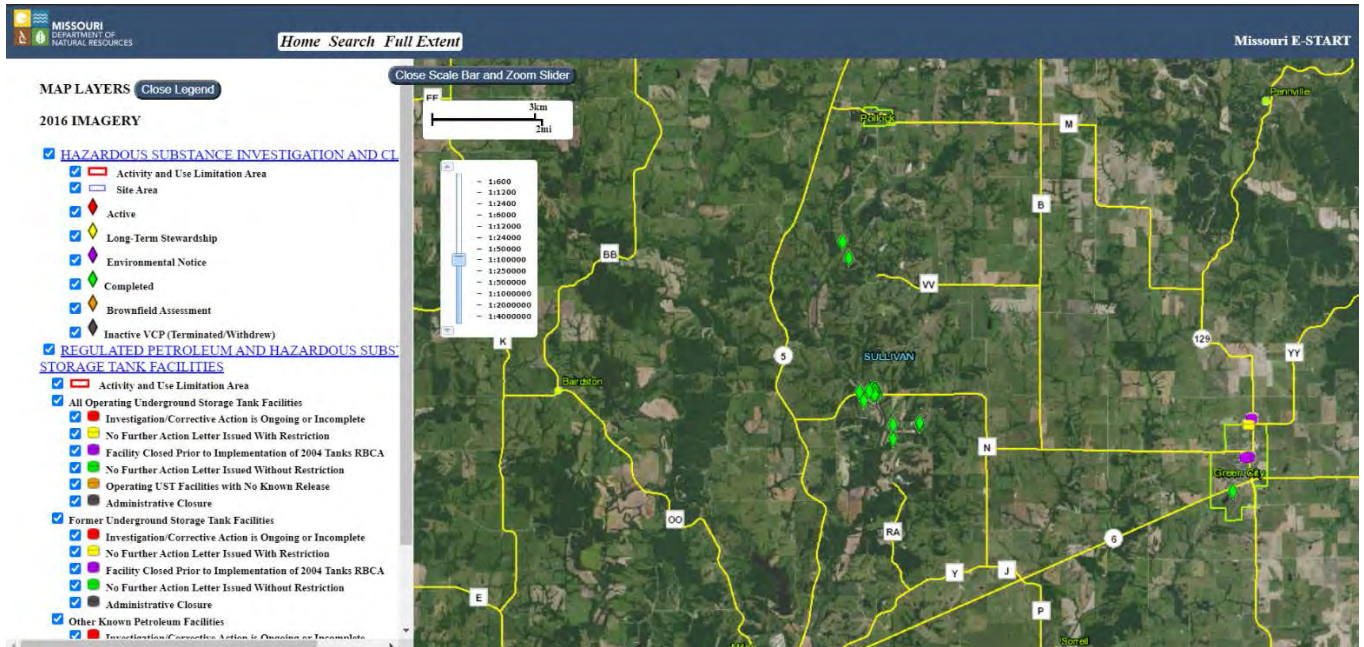 MISSOURI
DEPARTMENT OF
NATURAL RESOURCES
Home Search Full Extent
Missouri E-START
MAP LAYERS Close Legend
2016 IMAGERY
HAZARDOUS SUBSTANCE INVESTIGATION AND CL
Activity and Use Limitation Area
Site Area
Active
Long-Term Stewardship
Environmental Notice
Completed
Brownfield Assessment
Inactive VCP (Terminated/Withdrew)
REGULATED PETROLEUM AND HAZARDOUS SUBST
STORAGE TANK FACILITIES
Activity and Use Limitation Area
All Operating Underground Storage Tank Facilities
Investigation/Corrective Action is Ongoing or Incomplete
No Further Action Letter Issued With Restriction
Facility Closed Prior to Implementation of 2004 Tanks RBCA
No Further Action Letter Issued Without Restriction
Operating UST Facilities with No Known Release
Administrative Closure
Former Underground Storage Tank Facilities
Investigation/Corrective Action is Ongoing or Incomplete
No Further Action Letter Issued With Restriction
Facility Closed Prior to Implementation of 2004 Tanks RBCA
No Further Action Letter Issued Without Restriction
Administrative Closure
Other Known Petroleum Facilities
Investigation/Corrective Action is Ongoing or Incomplete
Close Scale Bar and Zoom Slider
3km
2mi
1:600
1:1200
1:2400
1:6000
1:12000
1:24000
1:50000
1:100000
1:250000
1:500000
1:1000000
1:2000000
1:4000000
Pennville
Pollock
M
B
BB
VV
K
5
129
YY
SULLIVAN
Bairdston
N
Green City
OO
RA
6
Y
J
E
P
Sorrell